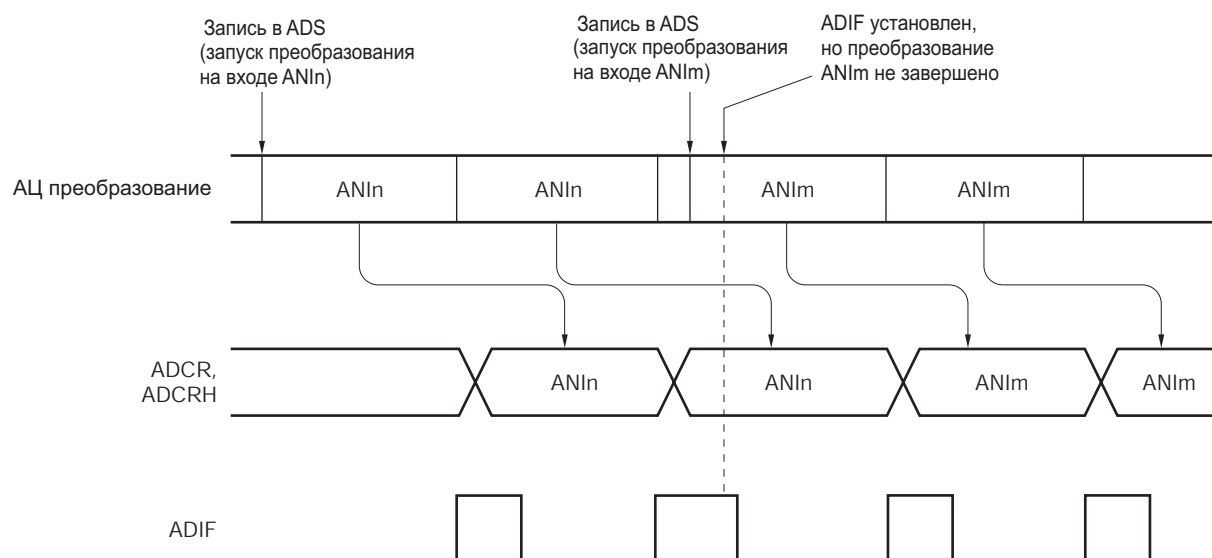 Запись в ADS
(запуск преобразования
на входе ANIn)
Запись в ADS
(запуск преобразования
на входе ANIm)
ADIF установлен,
но преобразование
ANIm не завершено
АЦ преобразование
ANIn
ANIn
ANIm
ANIm
ADCR,
ADCRH
ANIn
ANIn
ANIm
ANIm
ADIF